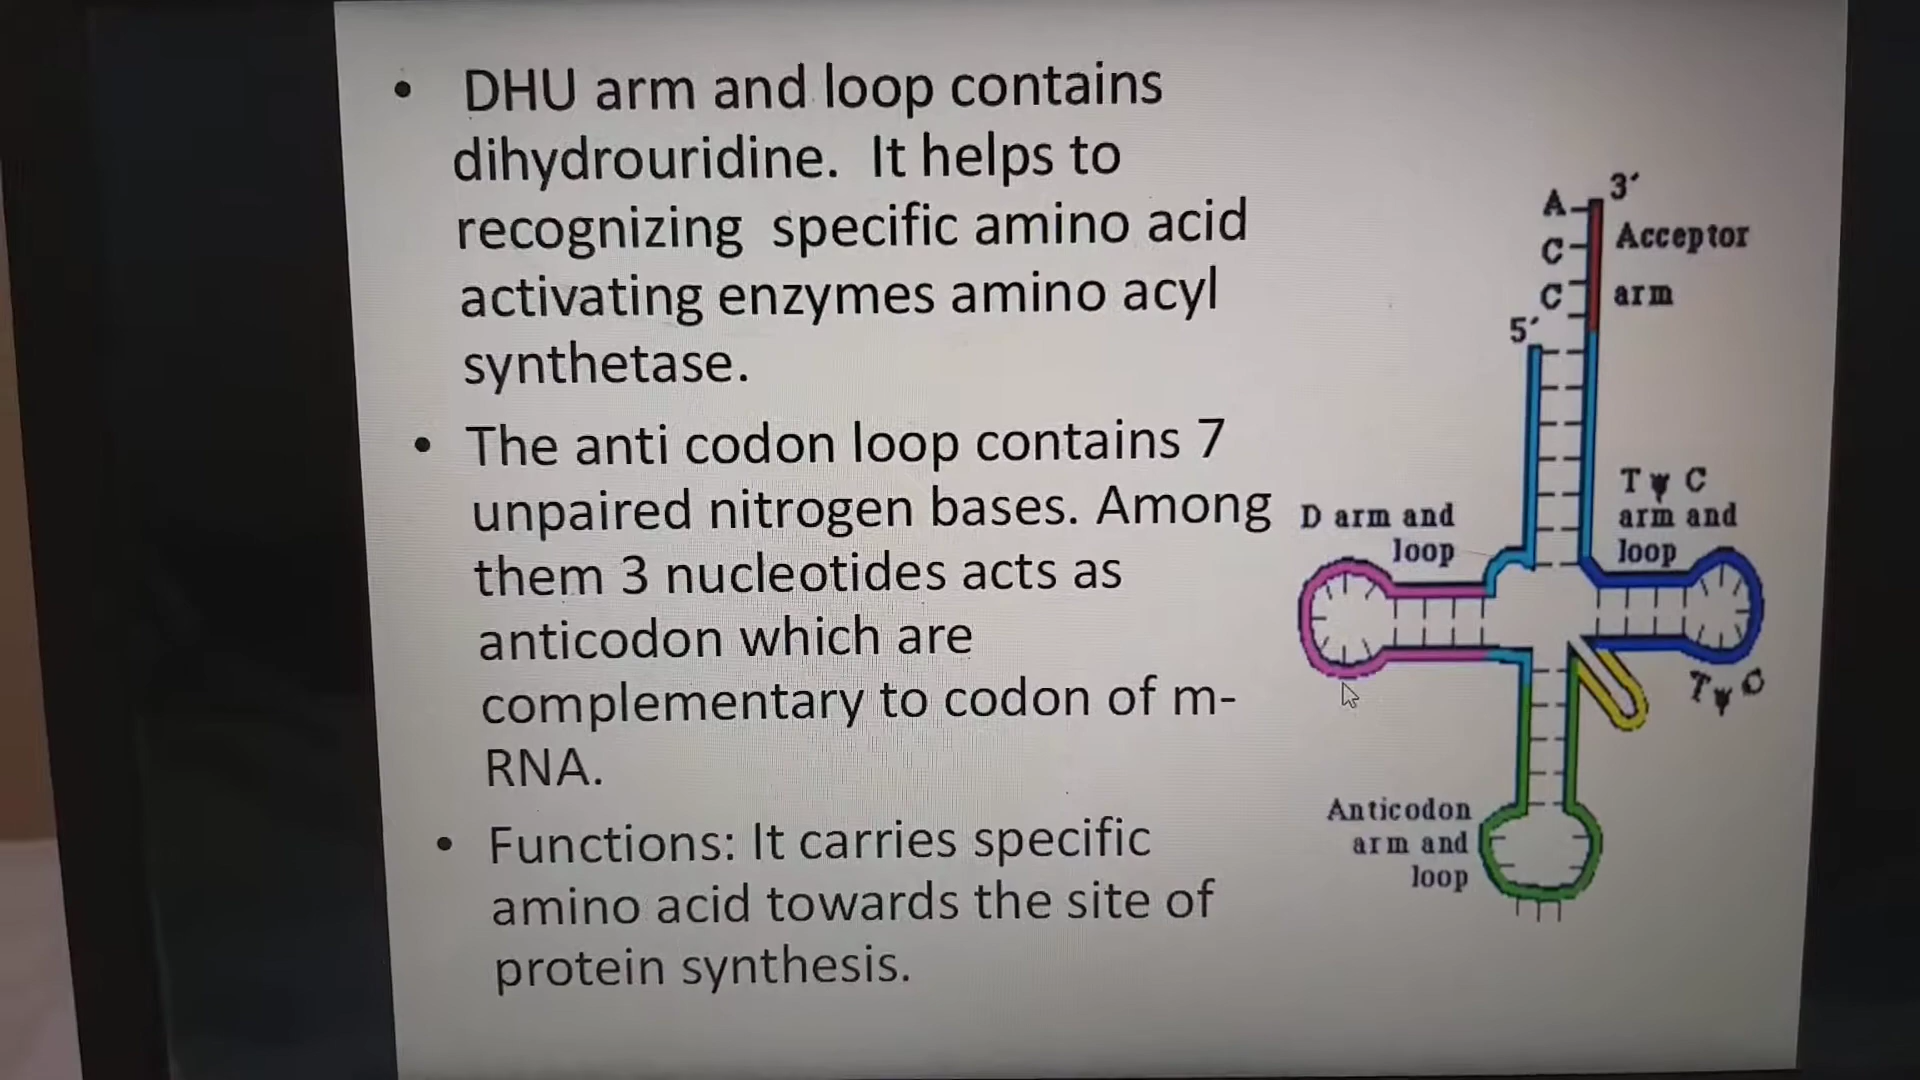 • DHU arm and loop contains
dihydrouridine. It helps to
recognizing specific amino acid
activating enzymes amino acyl
synthetase.
• The anti codon loop contains 7
unpaired nitrogen bases. Among
them 3 nucleotides acts as
anticodon which are
complementary to codon of m-
RNA.
• Functions: It carries specific
amino acid towards the site of
protein synthesis.
3′
A
C
C
Acceptor
arm
5′
D arm and
loop
T ψ C
arm and
loop
T ψ C
Anticodon
arm and
loop